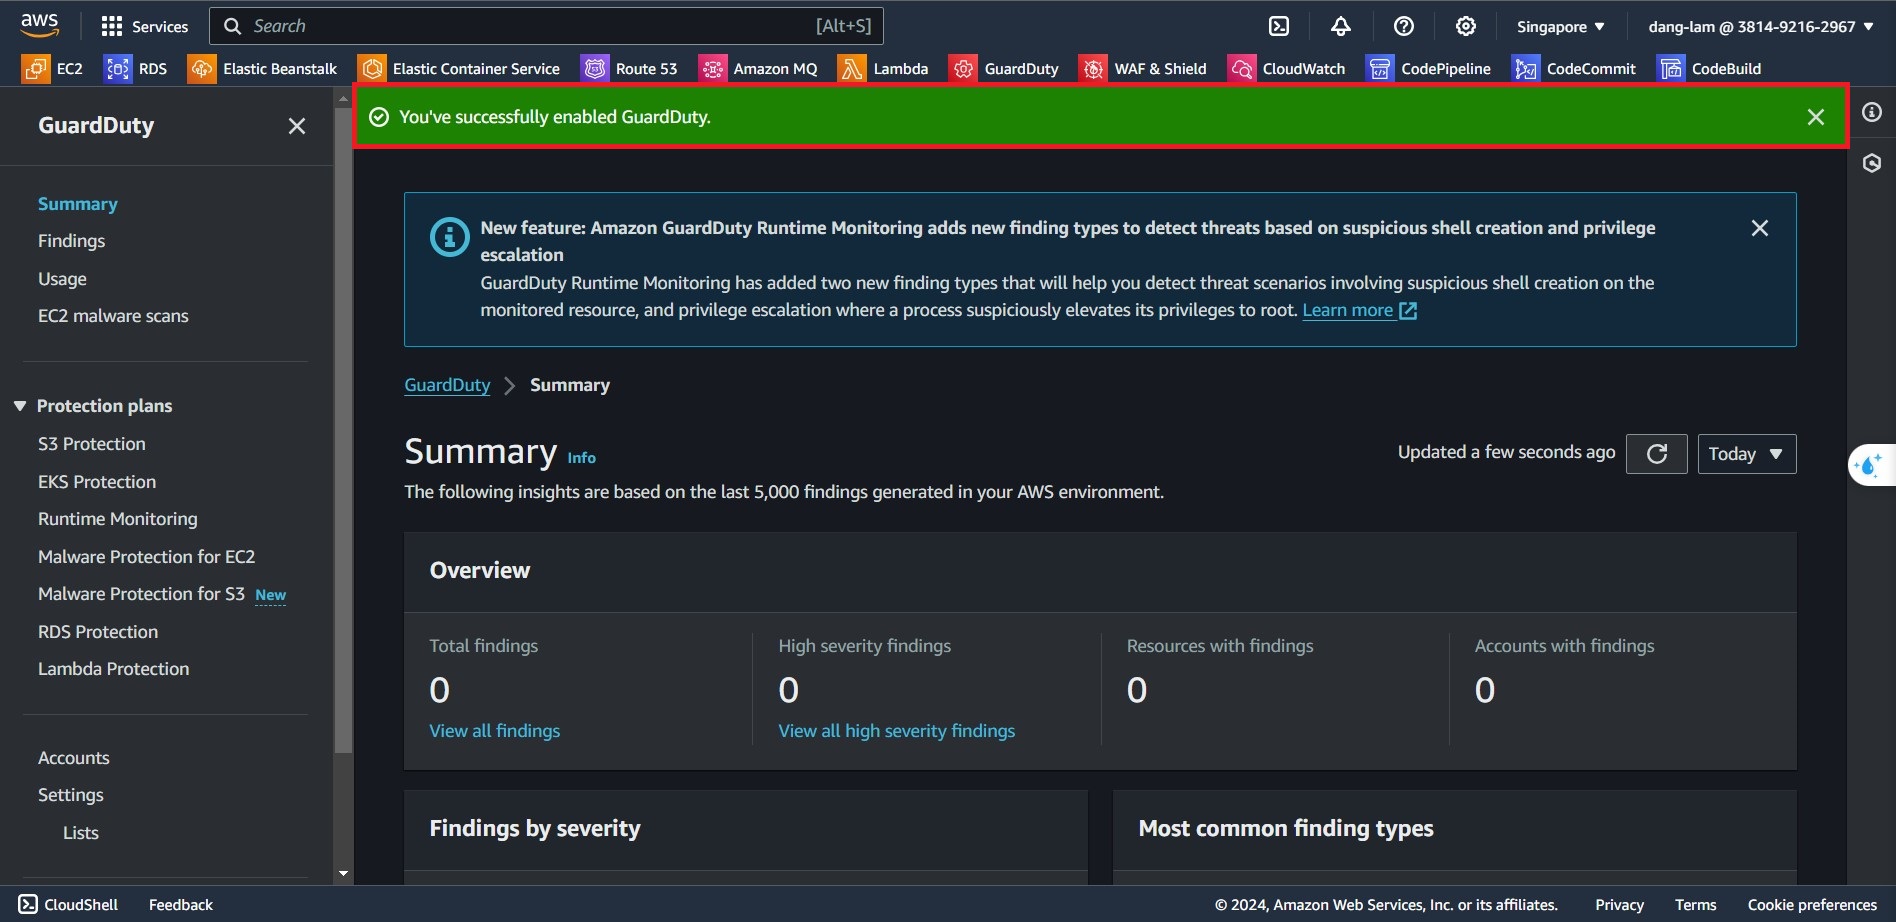 aws
Services
Search
[Alt+S]
Singapore
dang-lam @ 3814-9216-2967
EC2
RDS
Elastic Beanstalk
Elastic Container Service
Route 53
Amazon MQ
Lambda
GuardDuty
WAF & Shield
CloudWatch
CodePipeline
CodeCommit
CodeBuild
GuardDuty
Summary
Findings
Usage
EC2 malware scans
Protection plans
S3 Protection
EKS Protection
Runtime Monitoring
Malware Protection for EC2
Malware Protection for S3 New
RDS Protection
Lambda Protection
Accounts
Settings
Lists
You've successfully enabled GuardDuty.
New feature: Amazon GuardDuty Runtime Monitoring adds new finding types to detect threats based on suspicious shell creation and privilege
escalation
GuardDuty Runtime Monitoring has added two new finding types that will help you detect threat scenarios involving suspicious shell creation on the
monitored resource, and privilege escalation where a process suspiciously elevates its privileges to root. Learn more
GuardDuty
Summary
Summary Info
Updated a few seconds ago
Today
The following insights are based on the last 5,000 findings generated in your AWS environment.
Overview
Total findings
0
View all findings
High severity findings
0
View all high severity findings
Resources with findings
0
Accounts with findings
0
Findings by severity
Most common finding types
CloudShell
Feedback
© 2024, Amazon Web Services, Inc. or its affiliates.
Privacy
Terms
Cookie preferences